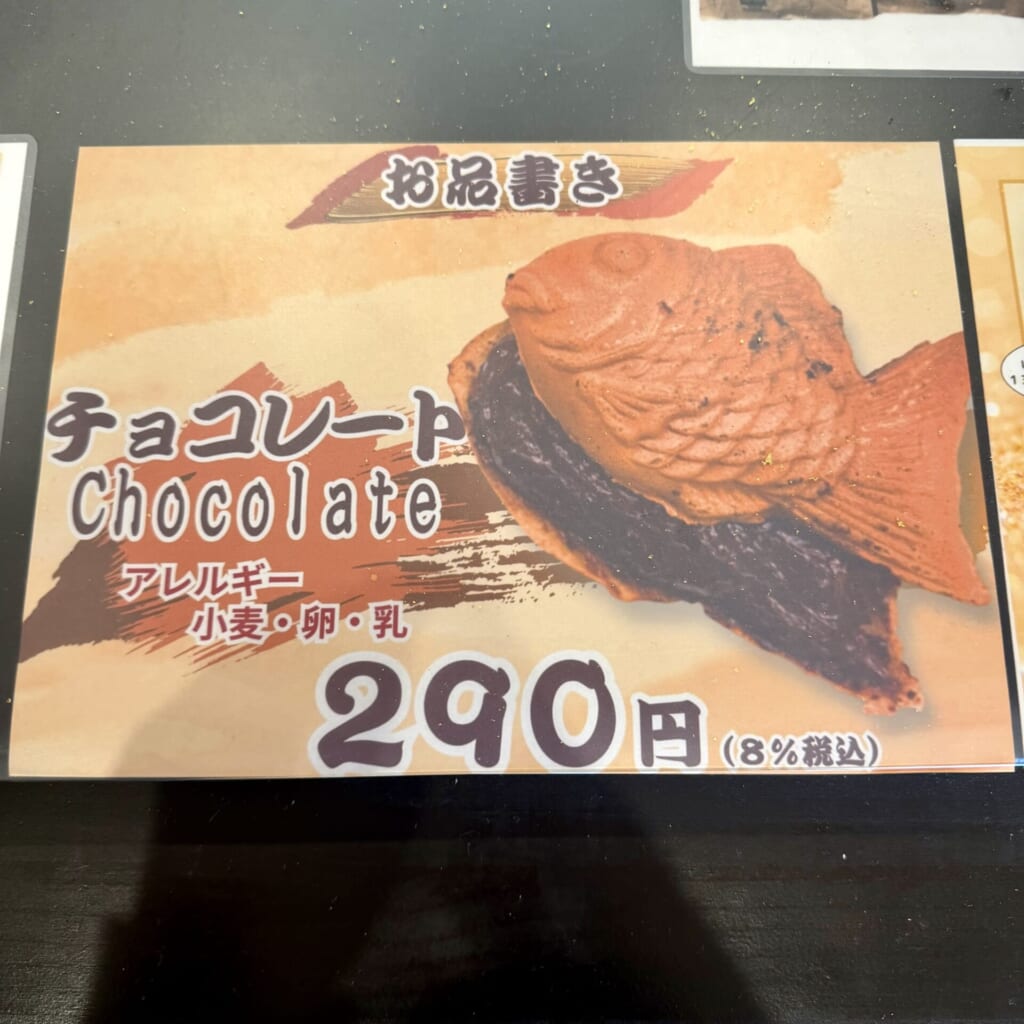 お品書き
チョコレート
Chocolate
アレルギー
小麦・卵・乳
290円(8%税込)